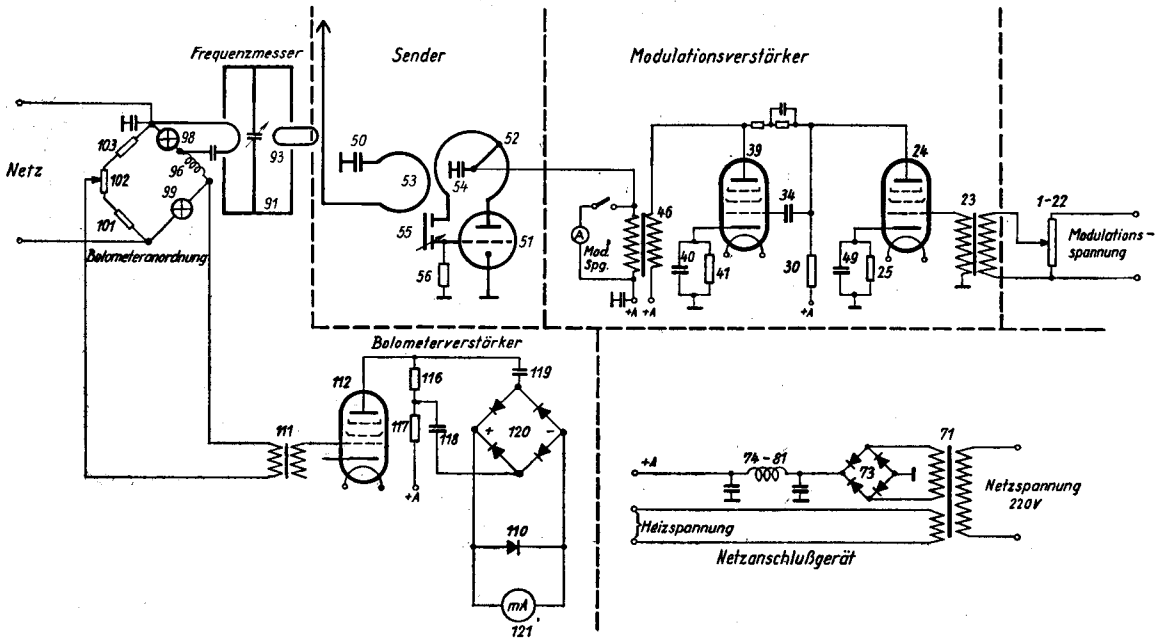 Frequenzmesser
Sender
Modulationsverstärker
Netz
103
98
96
102
99
101
93
91
Bolometeranordnung
50
53
52
54
55
51
56
A
Mod. Spg.
46
+A
+A
40
41
39
34
30
+A
24
49
25
23
1-22
Modulations-
spannung
Bolometerverstärker
111
112
116
117
118
+A
119
120
+
-
110
mA
121
+A
74-81
73
71
Netzspannung
220V
Heizspannung
Netzanschlußgerät